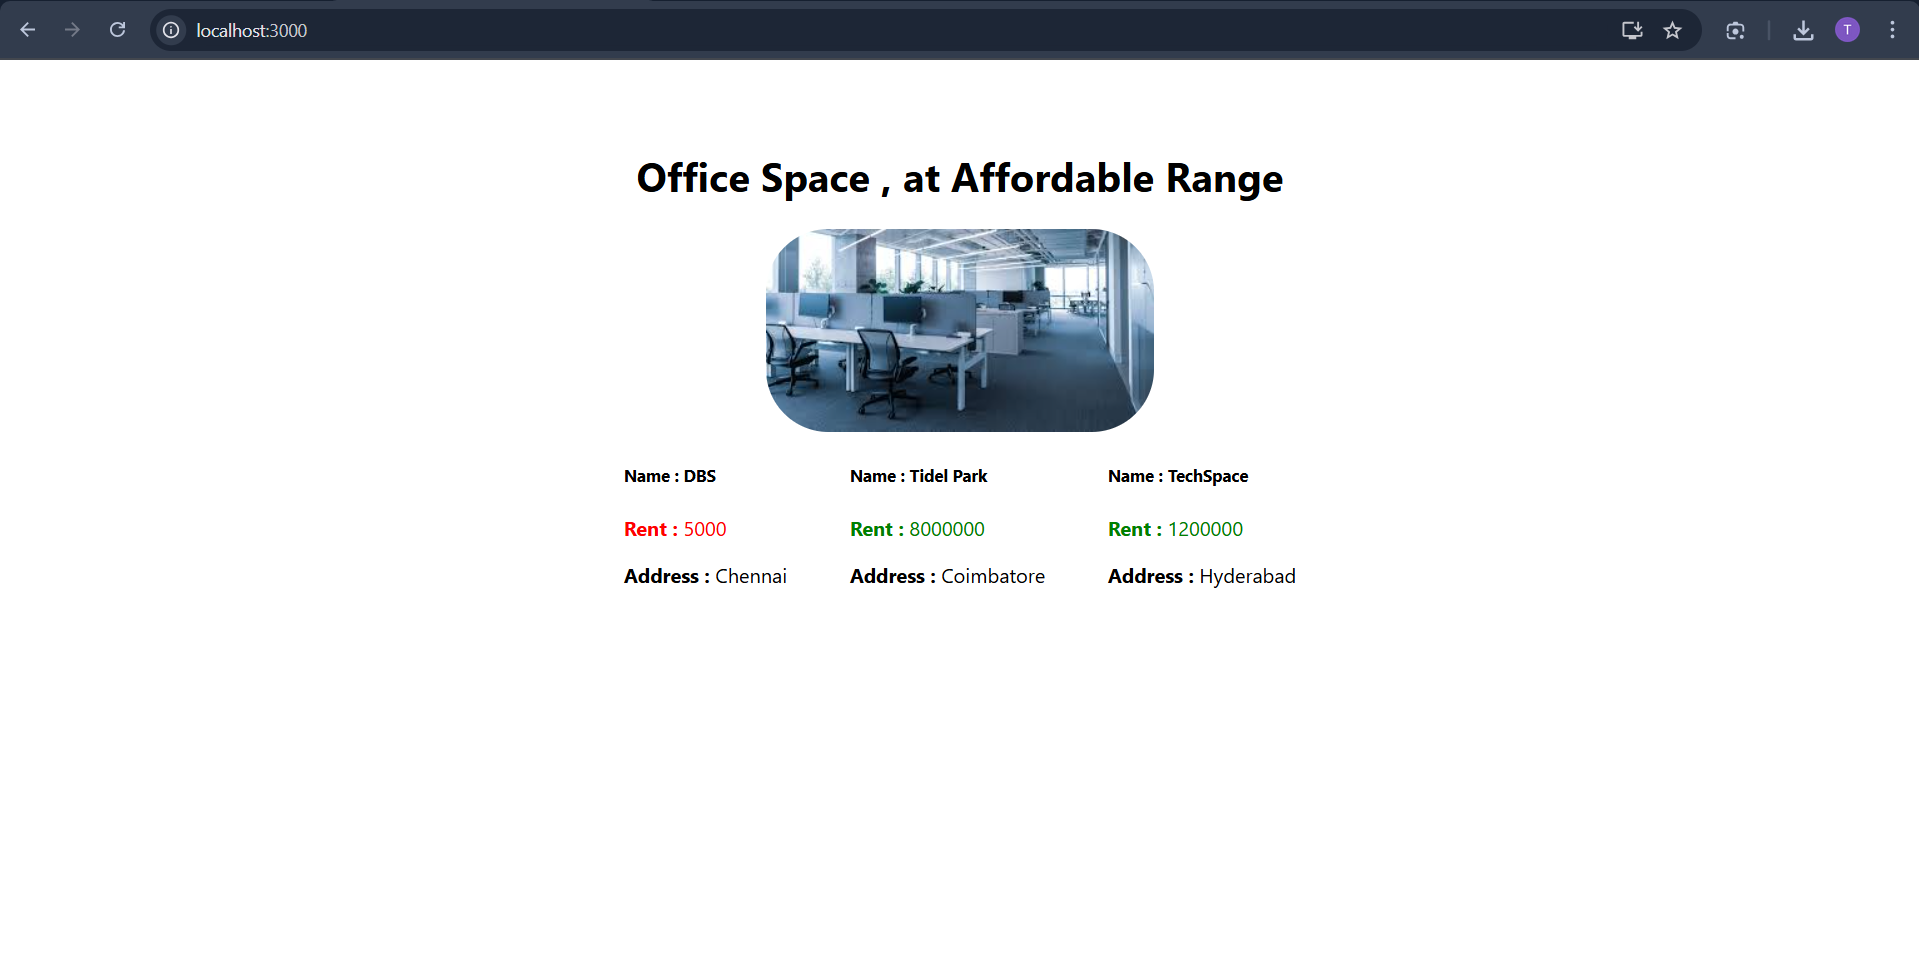 localhost:3000
T
Office Space , at Affordable Range
Name : DBS
Rent : 5000
Address : Chennai
Name : Tidel Park
Rent : 8000000
Address : Coimbatore
Name : TechSpace
Rent : 1200000
Address : Hyderabad